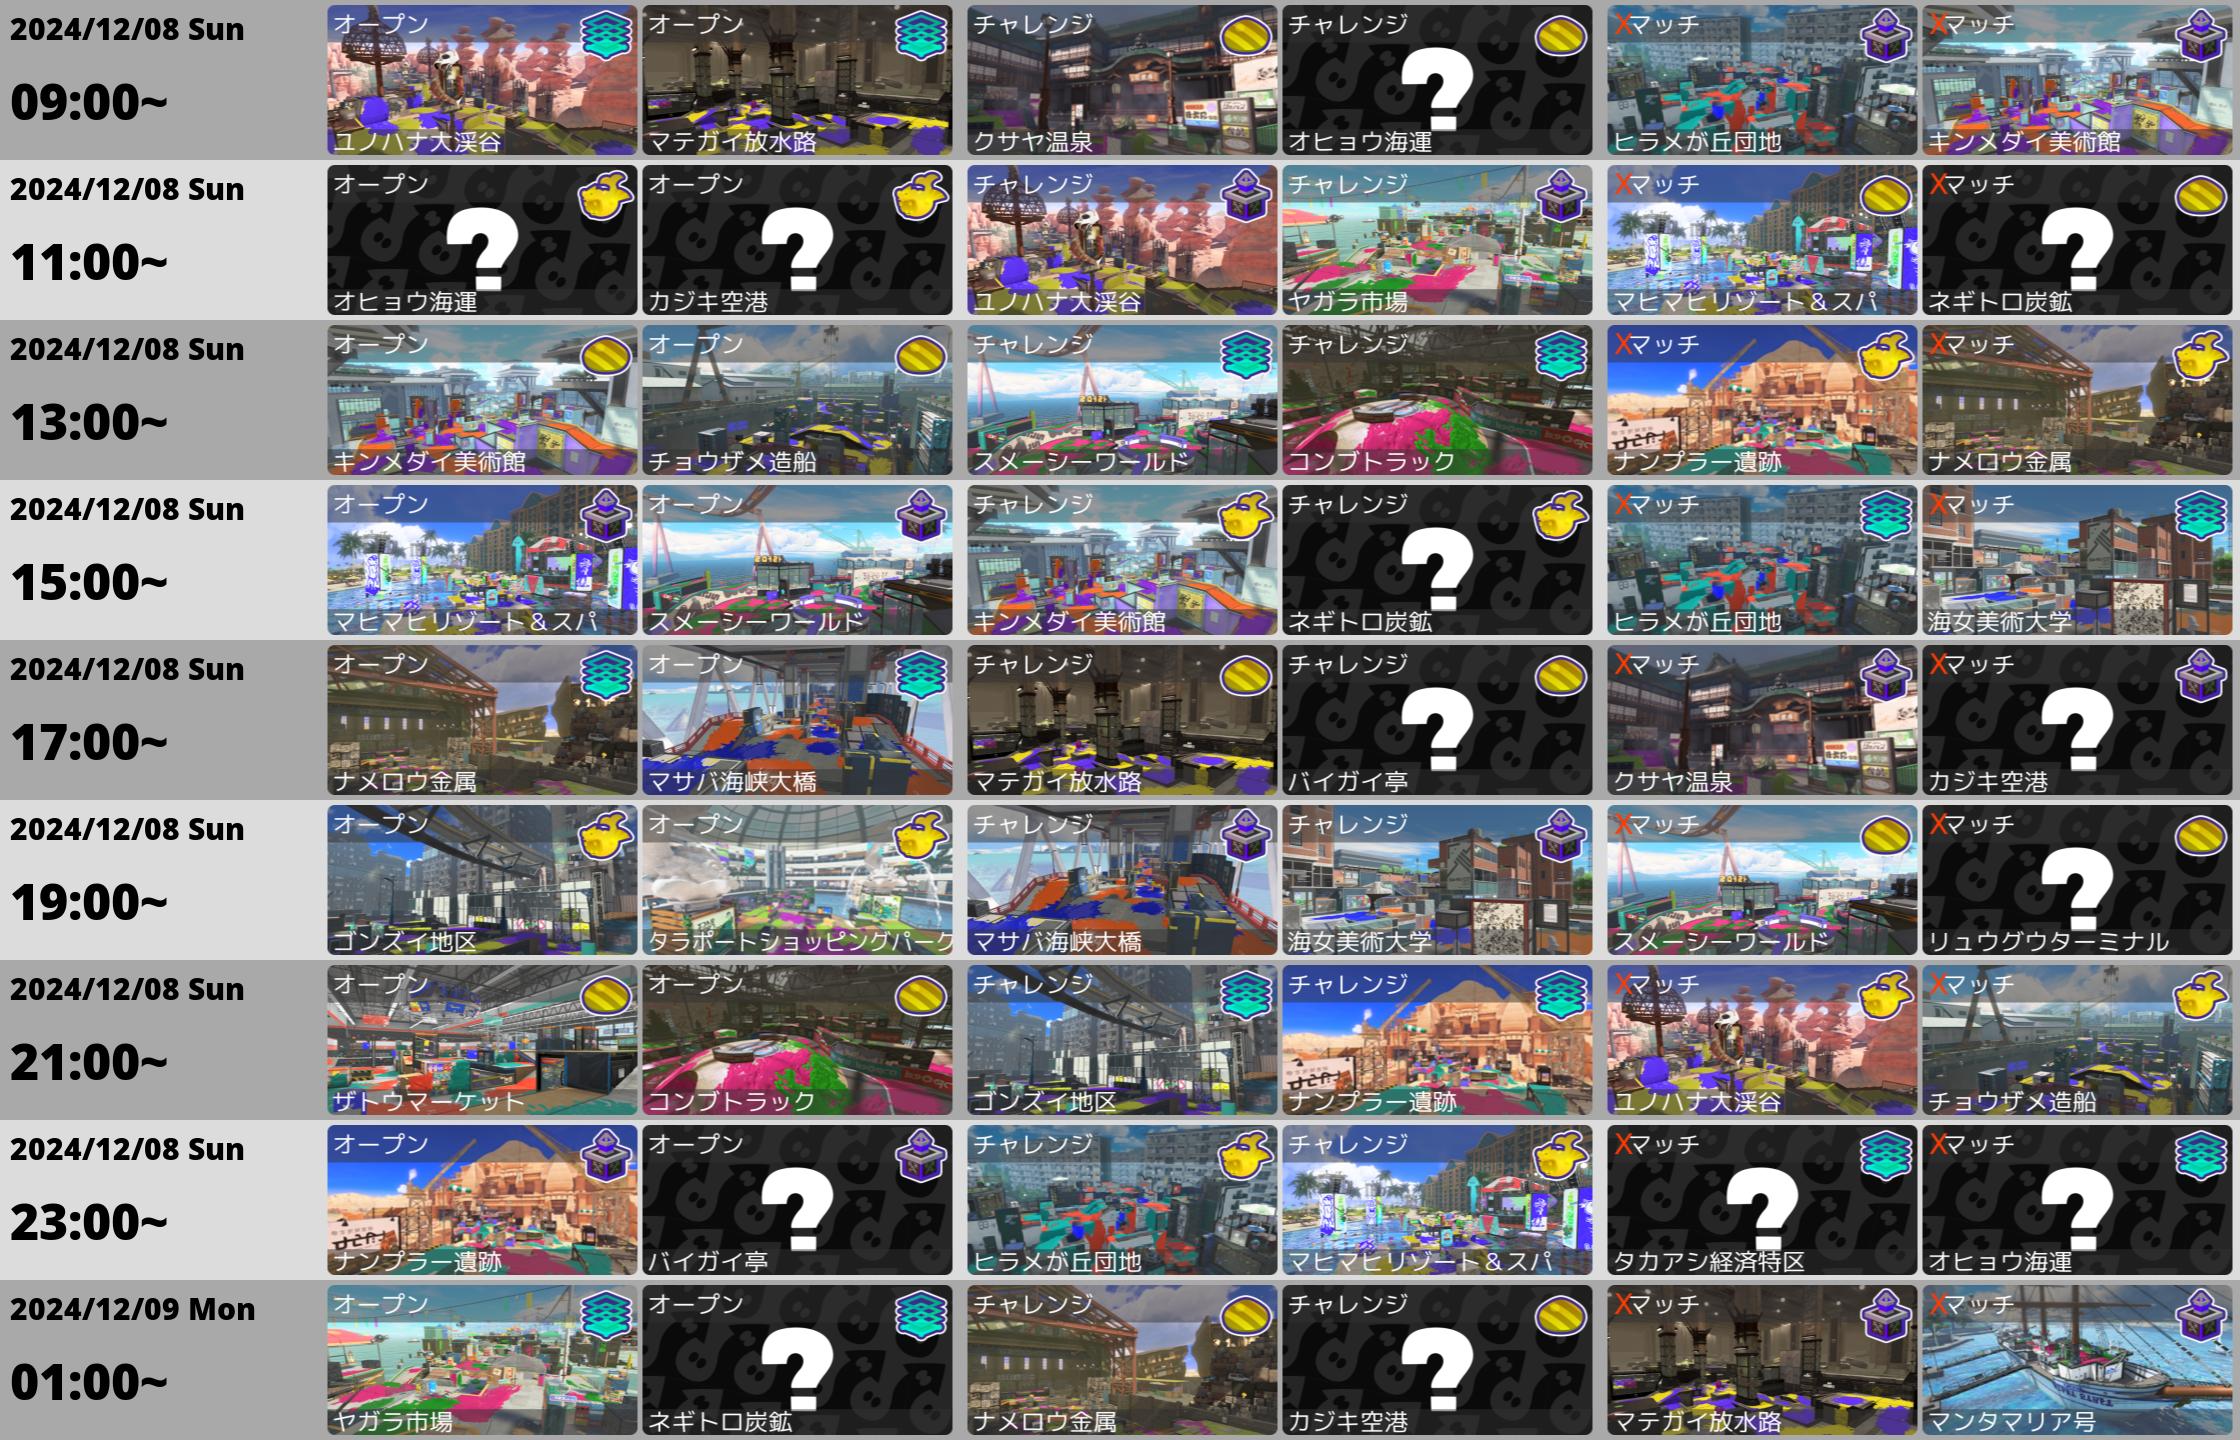 2024/12/08 Sun
09:00~
オープン
ユノハナ大渓谷
オープン
マテガイ放水路
チャレンジ
クサヤ温泉
チャレンジ
?
オヒョウ海運
Xマッチ
ヒラメが丘団地
Xマッチ
キンメダイ美術館
2024/12/08 Sun
11:00~
オープン
?
オヒョウ海運
オープン
?
カジキ空港
チャレンジ
ユノハナ大渓谷
チャレンジ
ヤガラ市場
Xマッチ
マヒマヒリゾート&スパ
Xマッチ
?
ネギトロ炭鉱
2024/12/08 Sun
13:00~
オープン
キンメダイ美術館
オープン
チョウザメ造船
チャレンジ
スメーシーワールド
チャレンジ
コンブトラック
Xマッチ
ナンプラー遺跡
Xマッチ
ナメロウ金属
2024/12/08 Sun
15:00~
オープン
マヒマヒリゾート&スパ
オープン
スメーシーワールド
チャレンジ
キンメダイ美術館
チャレンジ
?
ネギトロ炭鉱
Xマッチ
ヒラメが丘団地
Xマッチ
海女美術大学
2024/12/08 Sun
17:00~
オープン
ナメロウ金属
オープン
マサバ海峡大橋
チャレンジ
マテガイ放水路
チャレンジ
?
バイガイ亭
Xマッチ
クサヤ温泉
Xマッチ
?
カジキ空港
2024/12/08 Sun
19:00~
オープン
ゴンズイ地区
オープン
タラポートショッピングパーク
チャレンジ
マサバ海峡大橋
チャレンジ
海女美術大学
Xマッチ
スメーシーワールド
Xマッチ
?
リュウグウターミナル
2024/12/08 Sun
21:00~
オープン
ザトウマーケット
オープン
コンブトラック
チャレンジ
ゴンズイ地区
チャレンジ
ナンプラー遺跡
Xマッチ
ユノハナ大渓谷
Xマッチ
チョウザメ造船
2024/12/08 Sun
23:00~
オープン
ナンプラー遺跡
オープン
?
バイガイ亭
チャレンジ
ヒラメが丘団地
チャレンジ
マヒマヒリゾート&スパ
Xマッチ
?
タカアシ経済特区
Xマッチ
?
オヒョウ海運
2024/12/09 Mon
01:00~
オープン
ヤガラ市場
オープン
?
ネギトロ炭鉱
チャレンジ
ナメロウ金属
チャレンジ
?
カジキ空港
Xマッチ
マテガイ放水路
Xマッチ
マンタマリア号